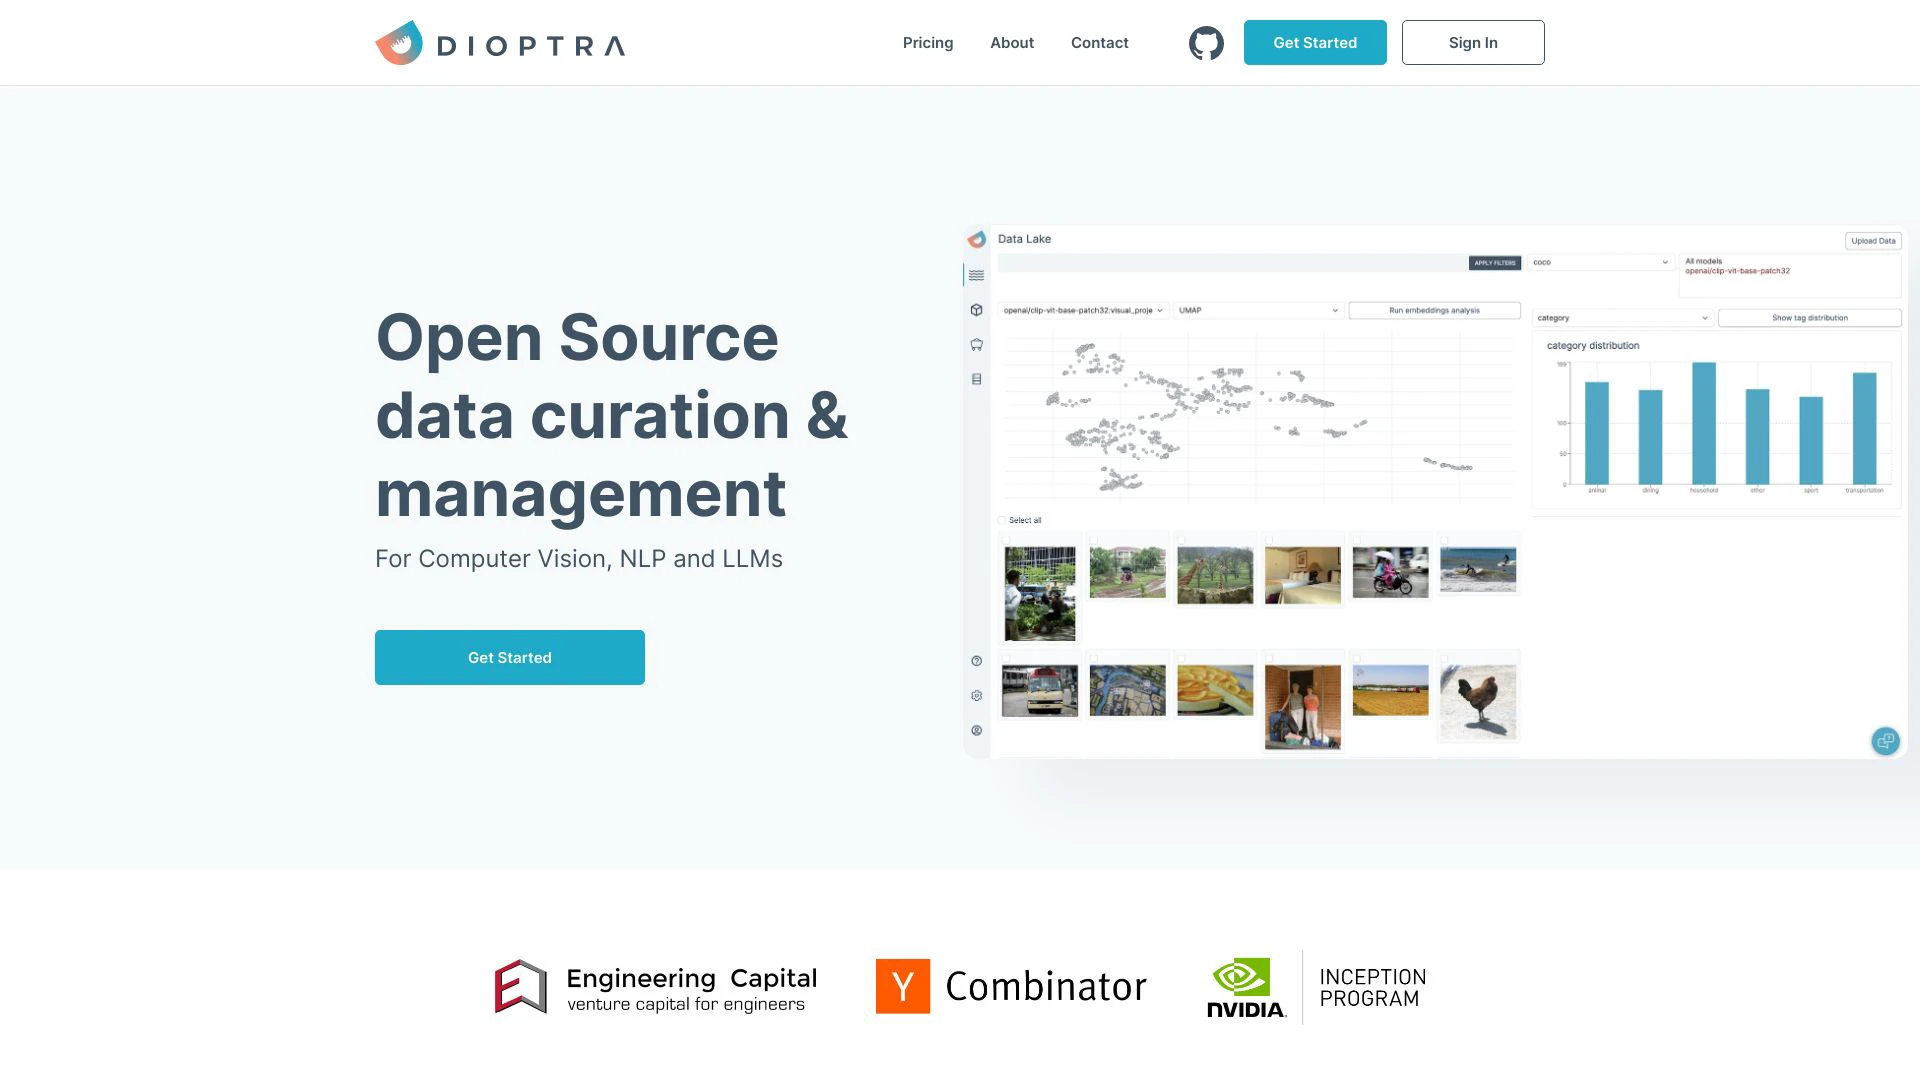 DIOPTRA
Pricing
About
Contact
Get Started
Sign In
Open Source
data curation &
management
For Computer Vision, NLP and LLMs
Get Started
Data Lake
Upload Data
APPLY FILTERS
coco
All models
openai/clip-vit-base-patch32
openai/clip-vit-base-patch32:visual_proje
UMAP
Run embeddings analysis
category
Show tag distribution
category distribution
199
100
50
0
animal
dining
household
other
sport
transportation
Select all
Engineering Capital
venture capital for engineers
Y Combinator
NVIDIA.
INCEPTION
PROGRAM